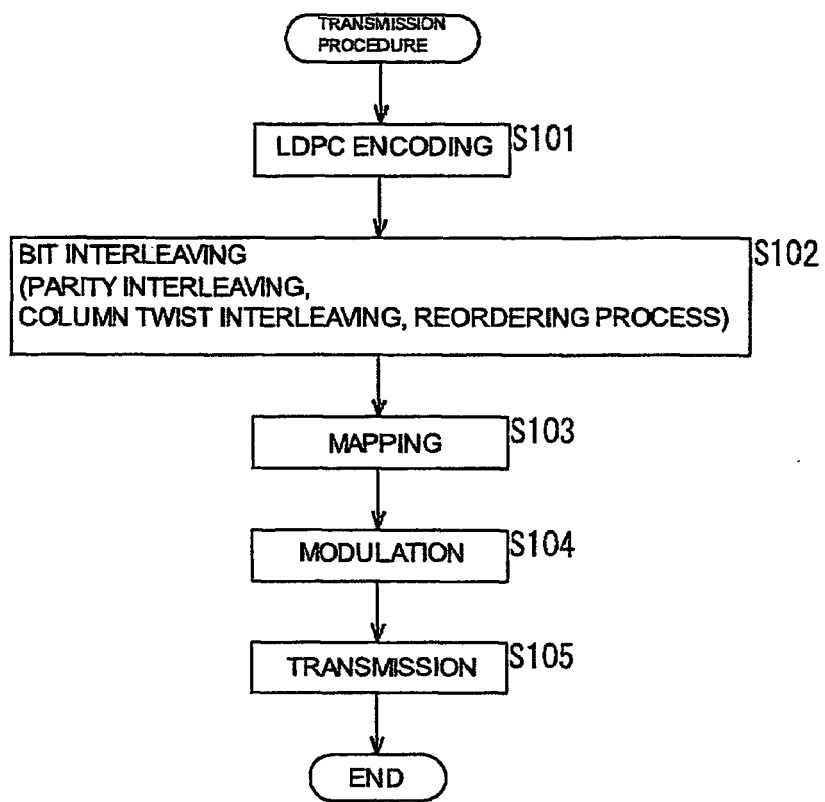 TRANSMISSION
PROCEDURE
LDPC ENCODING
S101
BIT INTERLEAVING
(PARITY INTERLEAVING,
COLUMN TWIST INTERLEAVING, REORDERING PROCESS)
S102
MAPPING
S103
MODULATION
S104
TRANSMISSION
S105
END